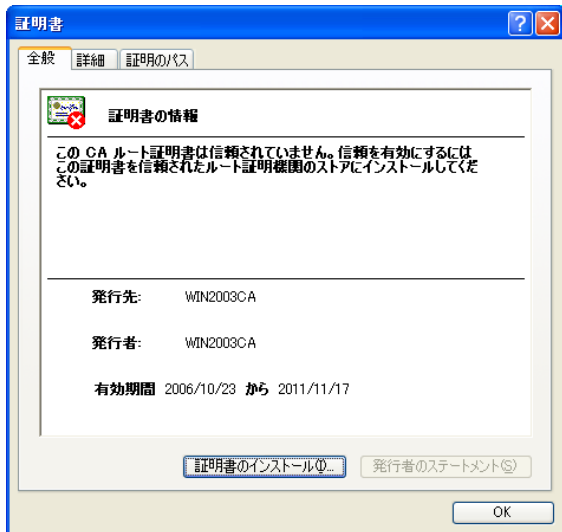 証明書
全般 詳細 証明のパス
証明書の情報
この CA ルート証明書は信頼されていません。信頼を有効にするには
この証明書を信頼されたルート証明機関のストアにインストールしてくだ
さい。
発行先: WIN2003CA
発行者: WIN2003CA
有効期間 2006/10/23 から 2011/11/17
証明書のインストール(I)... 発行者のステートメント(S)
OK